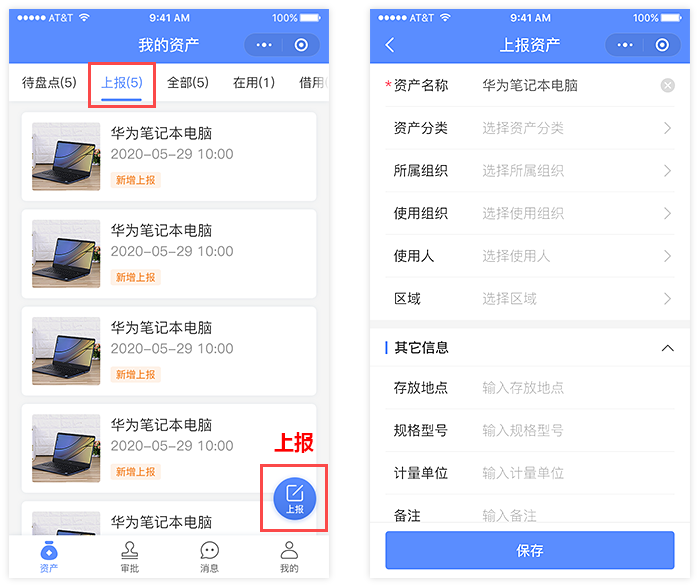 AT&T 9:41 AM 100%
我的资产
待盘点(5) 上报(5) 全部(5) 在用(1) 借用(
华为笔记本电脑
2020-05-29 10:00
新增上报
华为笔记本电脑
2020-05-29 10:00
新增上报
华为笔记本电脑
2020-05-29 10:00
新增上报
华为笔记本电脑
2020-05-29 10:00
新增上报
上报
上报
华为笔记本电脑
资产 审批 消息 我的
AT&T 9:41 AM 100%
上报资产
*资产名称 华为笔记本电脑
资产分类 选择资产分类
所属组织 选择所属组织
使用组织 选择使用组织
使用人 选择使用人
区域 选择区域
其它信息
存放地点 输入存放地点
规格型号 输入规格型号
计量单位 输入计量单位
备注 输入备注
保存